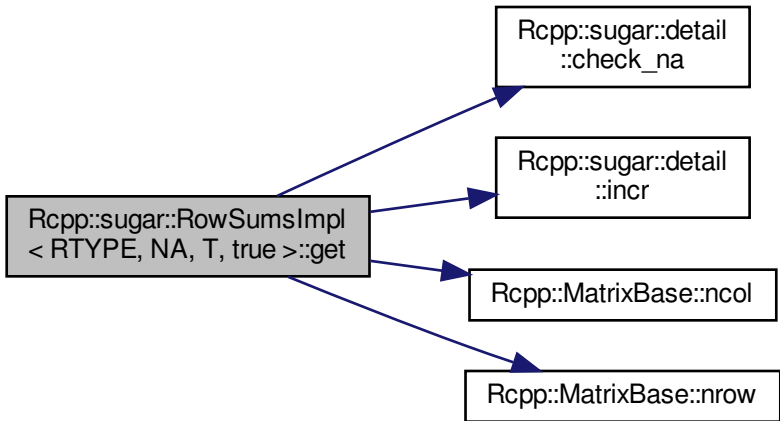 Rcpp::sugar::detail
::check_na
Rcpp::sugar::detail
::incr
Rcpp::sugar::RowSumsImpl
< RTYPE, NA, T, true >::get
Rcpp::MatrixBase::ncol
Rcpp::MatrixBase::nrow